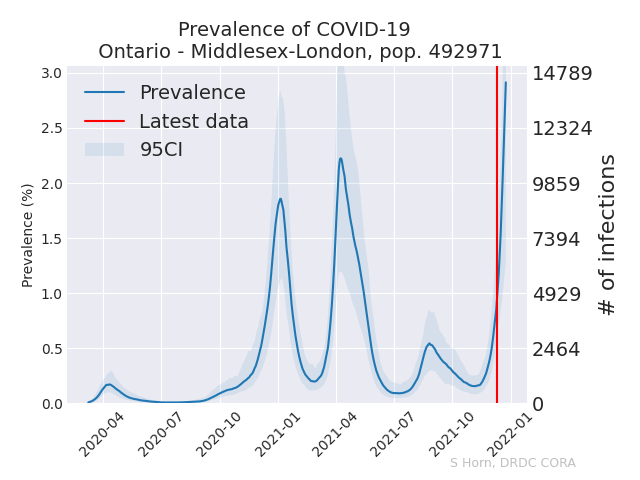 Prevalence of COVID-19
Ontario - Middlesex-London, pop. 492971
Prevalence
Latest data
95CI
Prevalence (%)
3.0
2.5
2.0
1.5
1.0
0.5
0.0
14789
12324
9859
7394
4929
2464
0
# of infections
2020-04
2020-07
2020-10
2021-01
2021-04
2021-07
2021-10
2022-01
S Horn, DRDC CORA